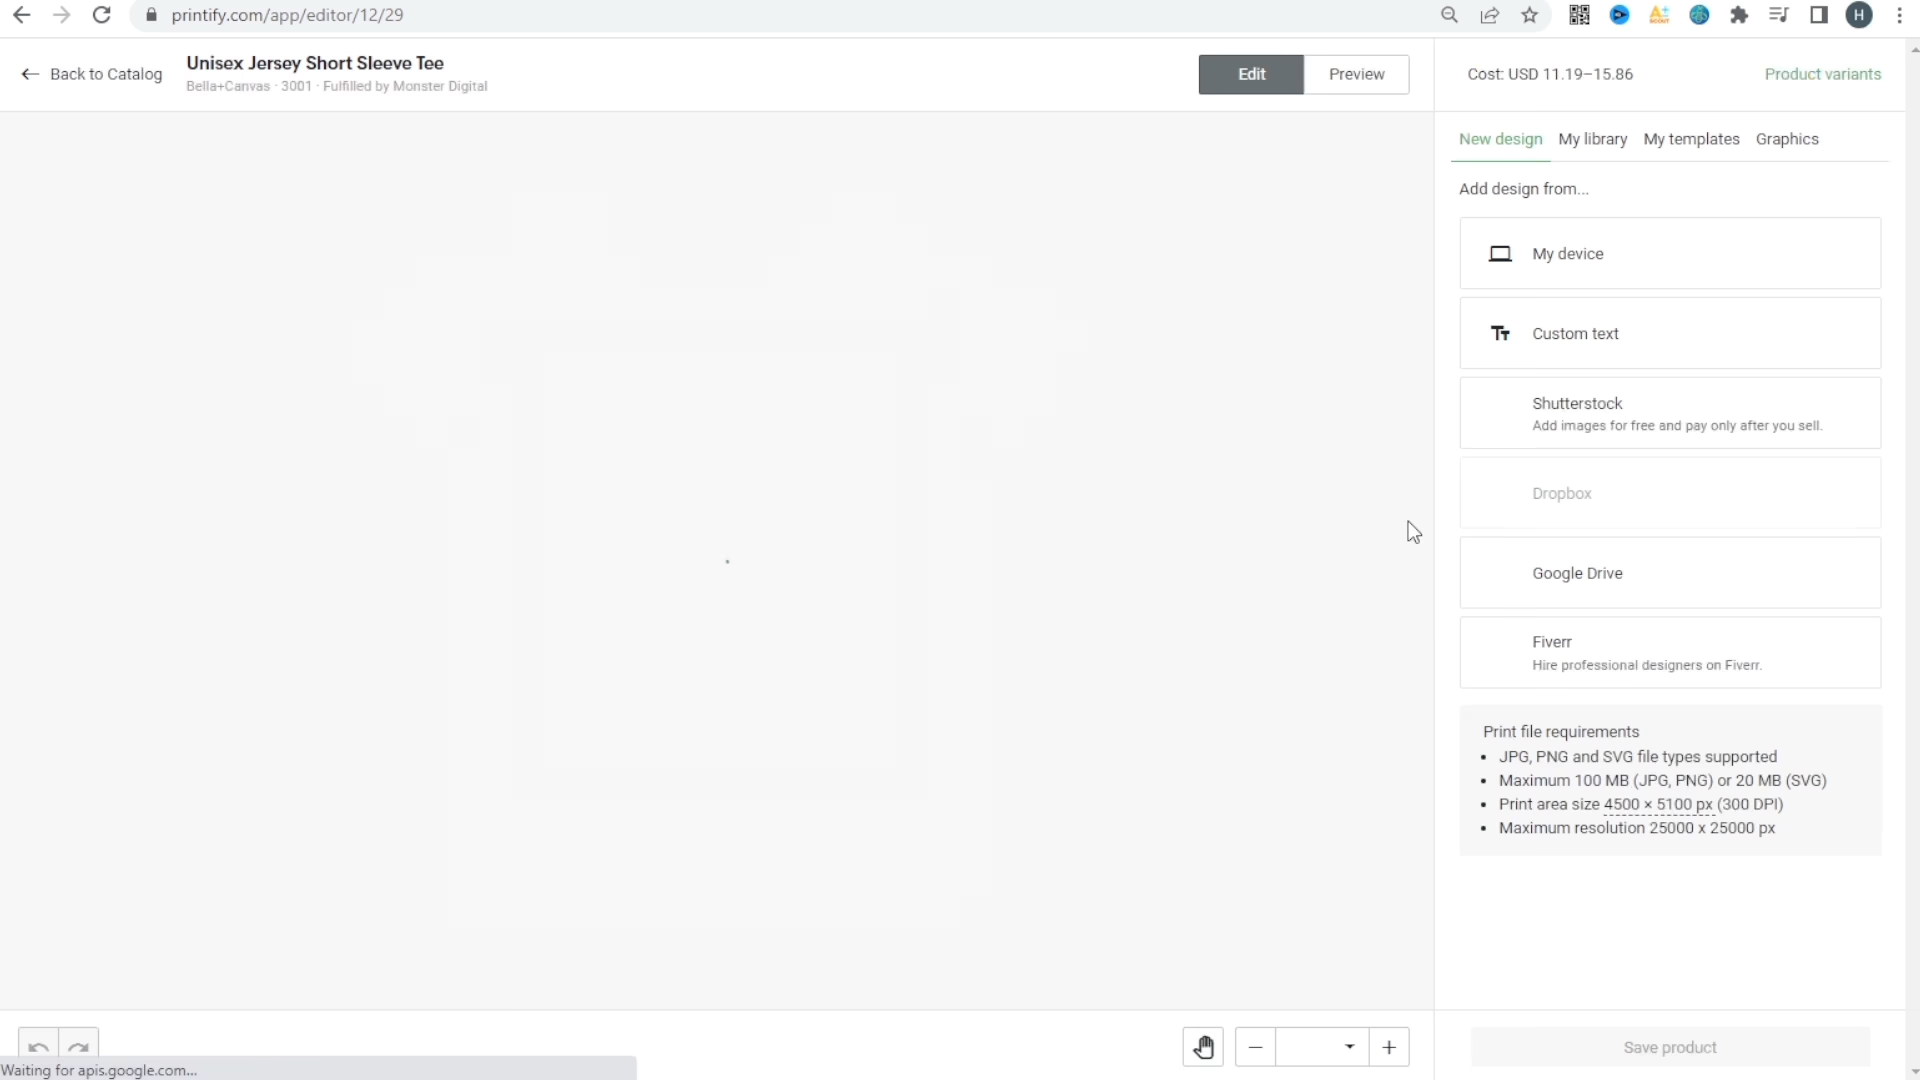 printify.com/app/editor/12/29
H
Back to Catalog
Unisex Jersey Short Sleeve Tee
Bella+Canvas · 3001 · Fulfilled by Monster Digital
Edit
Preview
Cost: USD 11.19–15.86
Product variants
New design
My library
My templates
Graphics
Add design from...
My device
Custom text
Shutterstock
Add images for free and pay only after you sell.
Dropbox
Google Drive
Fiverr
Hire professional designers on Fiverr.
Print file requirements
• JPG, PNG and SVG file types supported
• Maximum 100 MB (JPG, PNG) or 20 MB (SVG)
• Print area size 4500 × 5100 px (300 DPI)
• Maximum resolution 25000 x 25000 px
Save product
Waiting for apis.google.com...